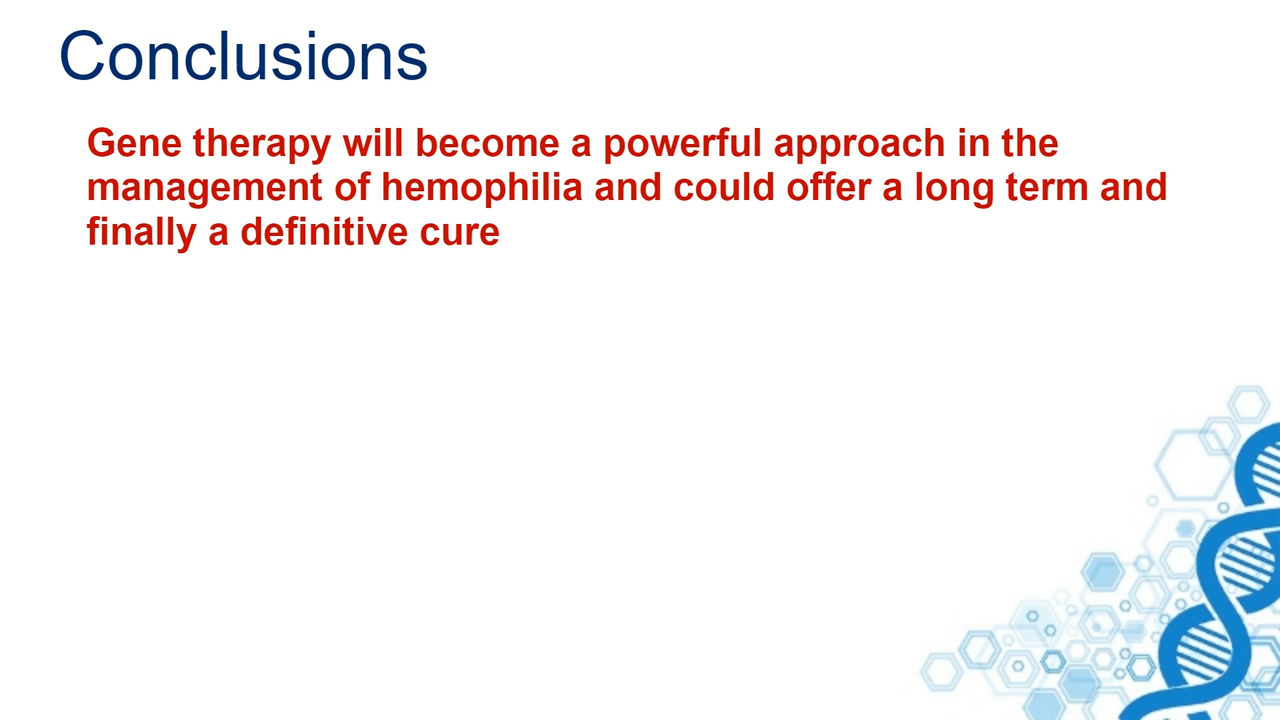 Conclusions
Gene therapy will become a powerful approach in the
management of hemophilia and could offer a long term and
finally a definitive cure